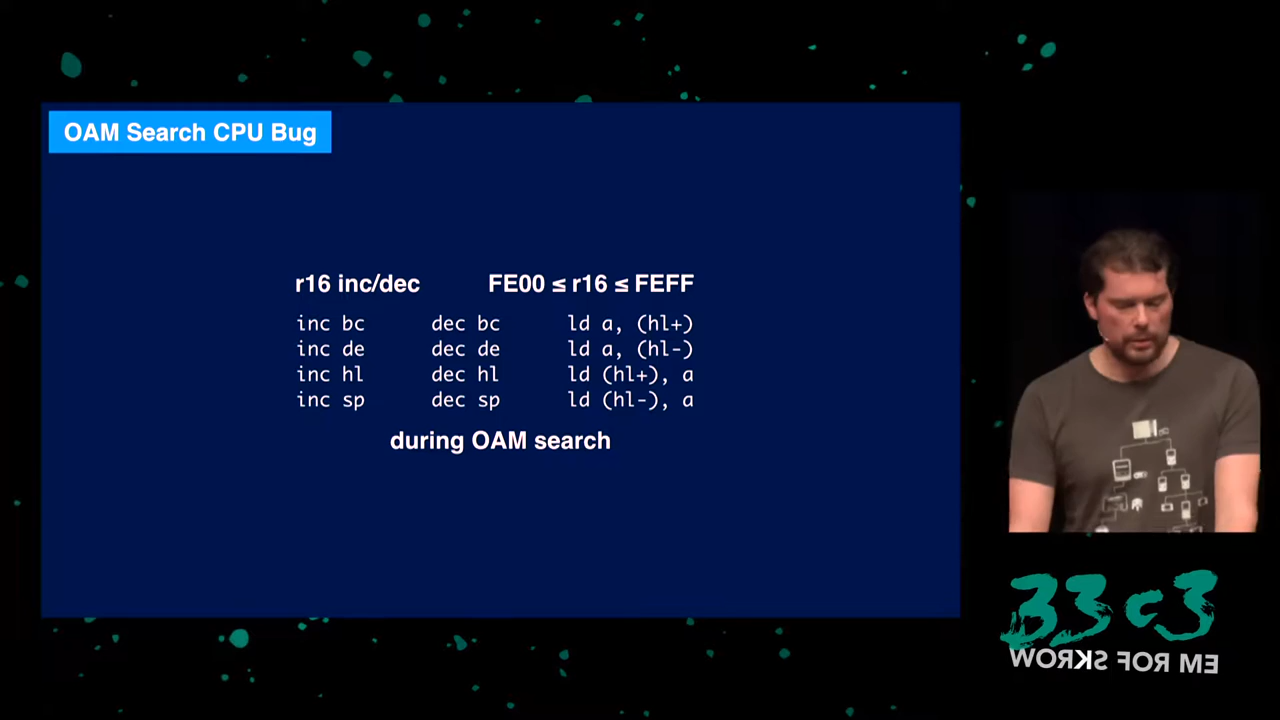 OAM Search CPU Bug
r16 inc/dec FE00 ≤ r16 ≤ FEFF
inc bc dec bc ld a, (hl+)
inc de dec de ld a, (hl-)
inc hl dec hl ld (hl+), a
inc sp dec sp ld (hl-), a
during OAM search
33c3
WORKS FOR ME